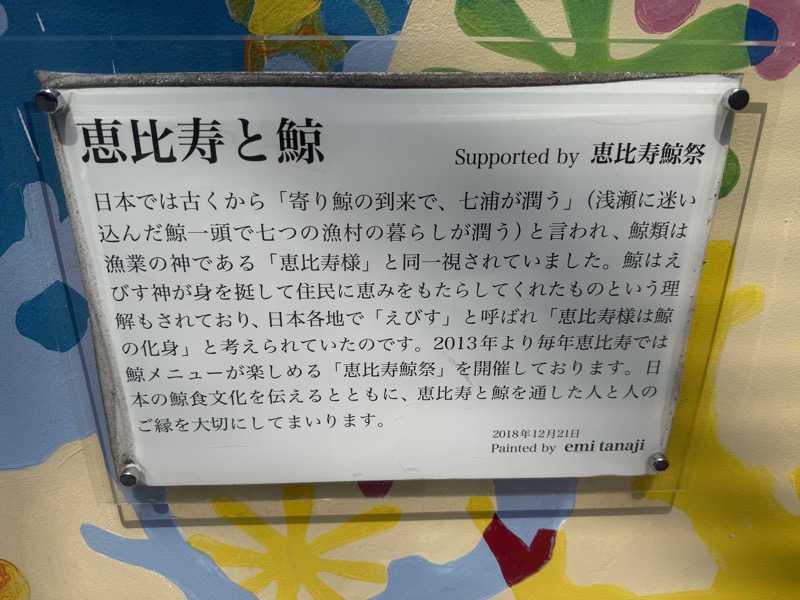 恵比寿と鯨
Supported by 恵比寿鯨祭
日本では古くから「寄り鯨の到来で、七浦が潤う」(浅瀬に迷い
込んだ鯨一頭で七つの漁村の暮らしが潤う)と言われ、鯨類は
漁業の神である「恵比寿様」と同一視されていました。鯨はえ
びす神が身を挺して住民に恵みをもたらしてくれたものという理
解もされており、日本各地で「えびす」と呼ばれ「恵比寿様は鯨
の化身」と考えられていたのです。2013年より毎年恵比寿では
鯨メニューが楽しめる「恵比寿鯨祭」を開催しております。日
本の鯨食文化を伝えるとともに、恵比寿と鯨を通した人と人の
ご縁を大切にしてまいります。
2018年12月21日
Painted by emi tanaji